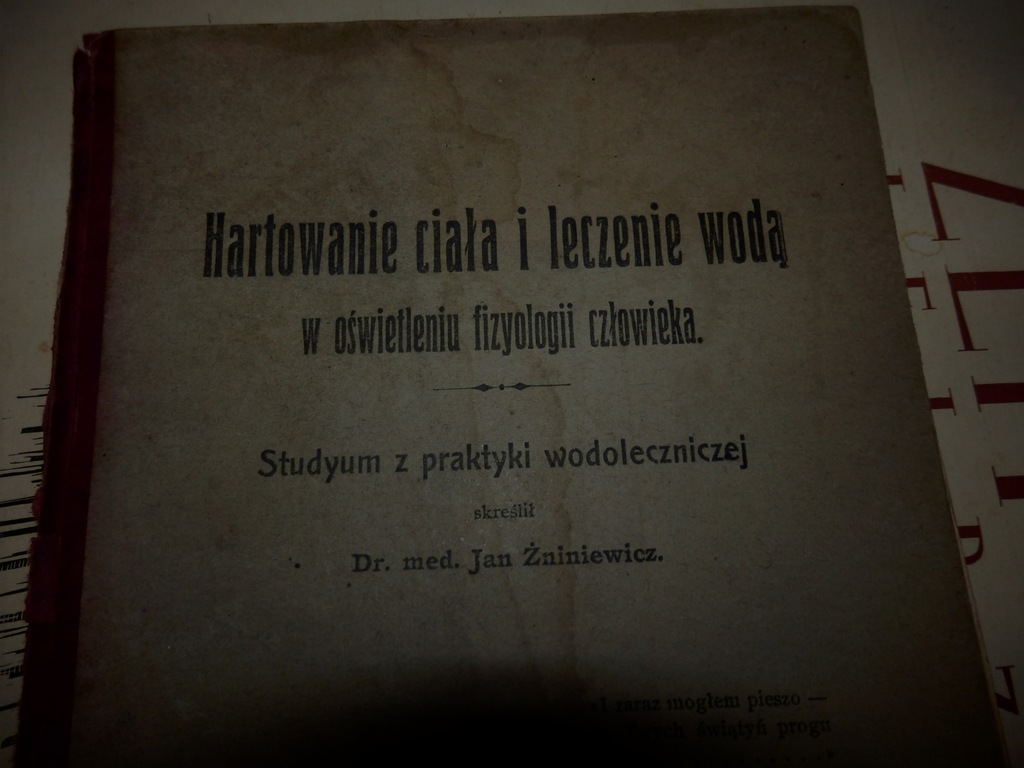 Hartowanie ciała i leczenie wodą
w oświetleniu fizyologii człowieka.
Studyum z praktyki wodoleczniczej
skreślił
Dr. med. Jan Żniniewicz.
I zaraz mogłem pieszo —
świątyń progu